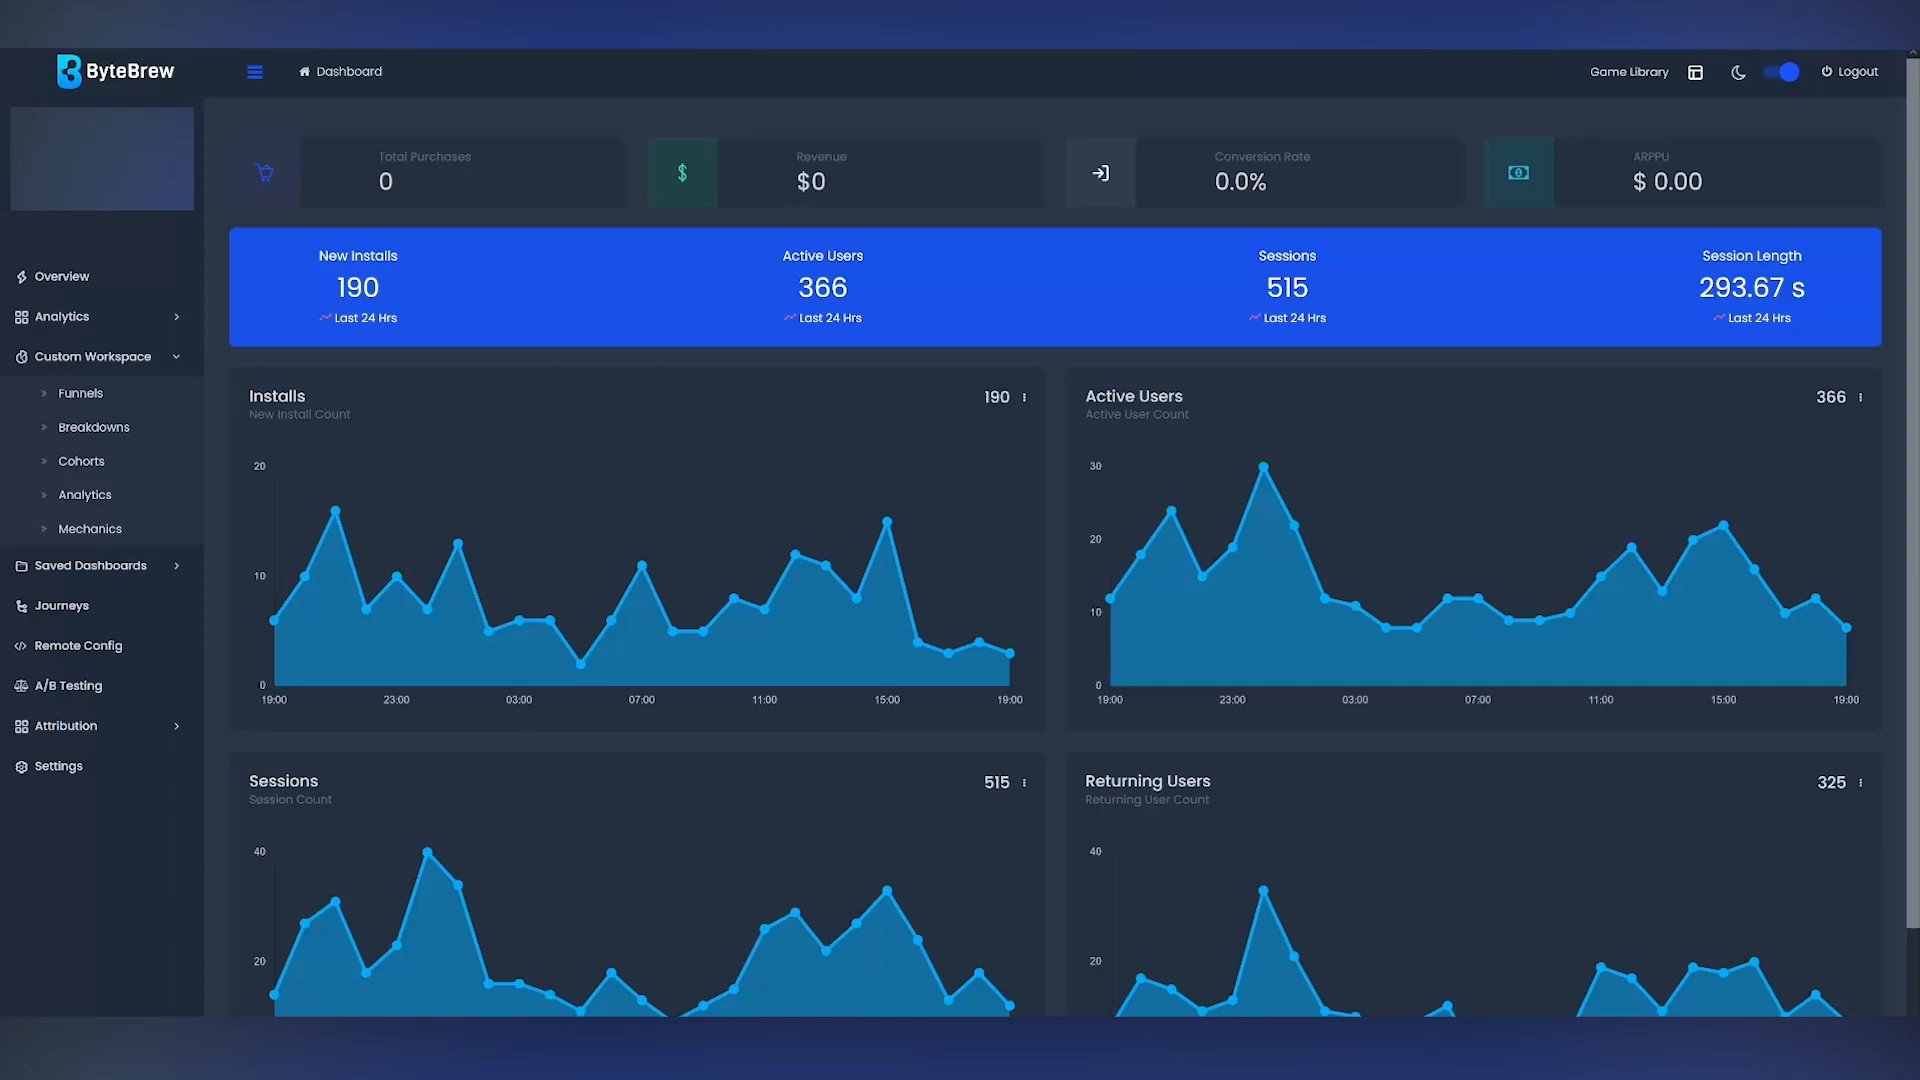 ByteBrew
Dashboard
Game Library
Logout
Overview
Analytics
Custom Workspace
Funnels
Breakdowns
Cohorts
Analytics
Mechanics
Saved Dashboards
Journeys
Remote Config
A/B Testing
Attribution
Settings
Total Purchases
0
Revenue
$0
Conversion Rate
0.0%
ARPPU
$ 0.00
New Installs
190
Last 24 Hrs
Active Users
366
Last 24 Hrs
Sessions
515
Last 24 Hrs
Session Length
293.67 s
Last 24 Hrs
Installs 190
New Install Count
20
10
0
19:00 23:00 03:00 07:00 11:00 15:00 19:00
Active Users 366
Active User Count
30
20
10
0
19:00 23:00 03:00 07:00 11:00 15:00 19:00
Sessions 515
Session Count
40
20
Returning Users 325
Returning User Count
40
20